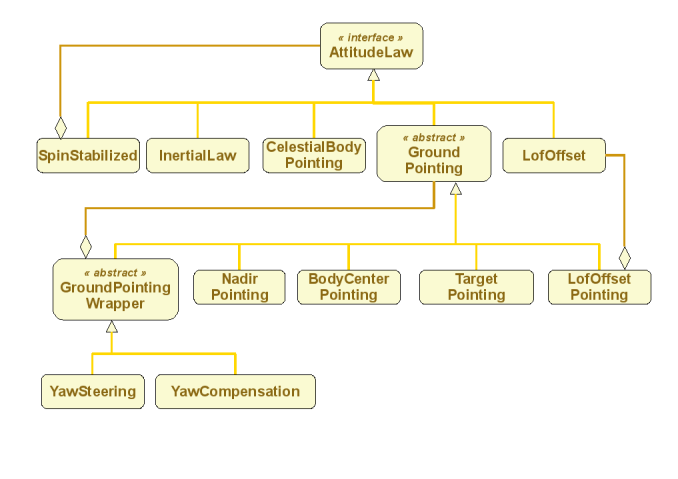 « interface »
AttitudeLaw
SpinStabilized
InertialLaw
CelestialBody
Pointing
« abstract »
Ground
Pointing
LofOffset
« abstract »
GroundPointing
Wrapper
Nadir
Pointing
BodyCenter
Pointing
Target
Pointing
LofOffset
Pointing
YawSteering
YawCompensation